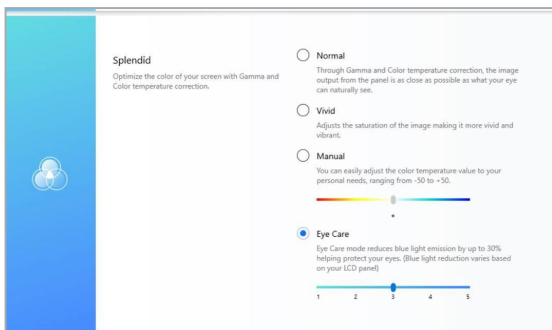 Splendid
Optimize the color of your screen with Gamma and
Color temperature correction.
Normal
Through Gamma and Color temperature correction, the image
output from the panel is as close as possible as what your eye
can naturally see.
Vivid
Adjusts the saturation of the image making it more vivid and
vibrant.
Manual
You can easily adjust the color temperature value to your
personal needs, ranging from -50 to +50.
Eye Care
Eye Care mode reduces blue light emission by up to 30%
helping protect your eyes. (Blue light reduction varies based
on your LCD panel)
1 2 3 4 5